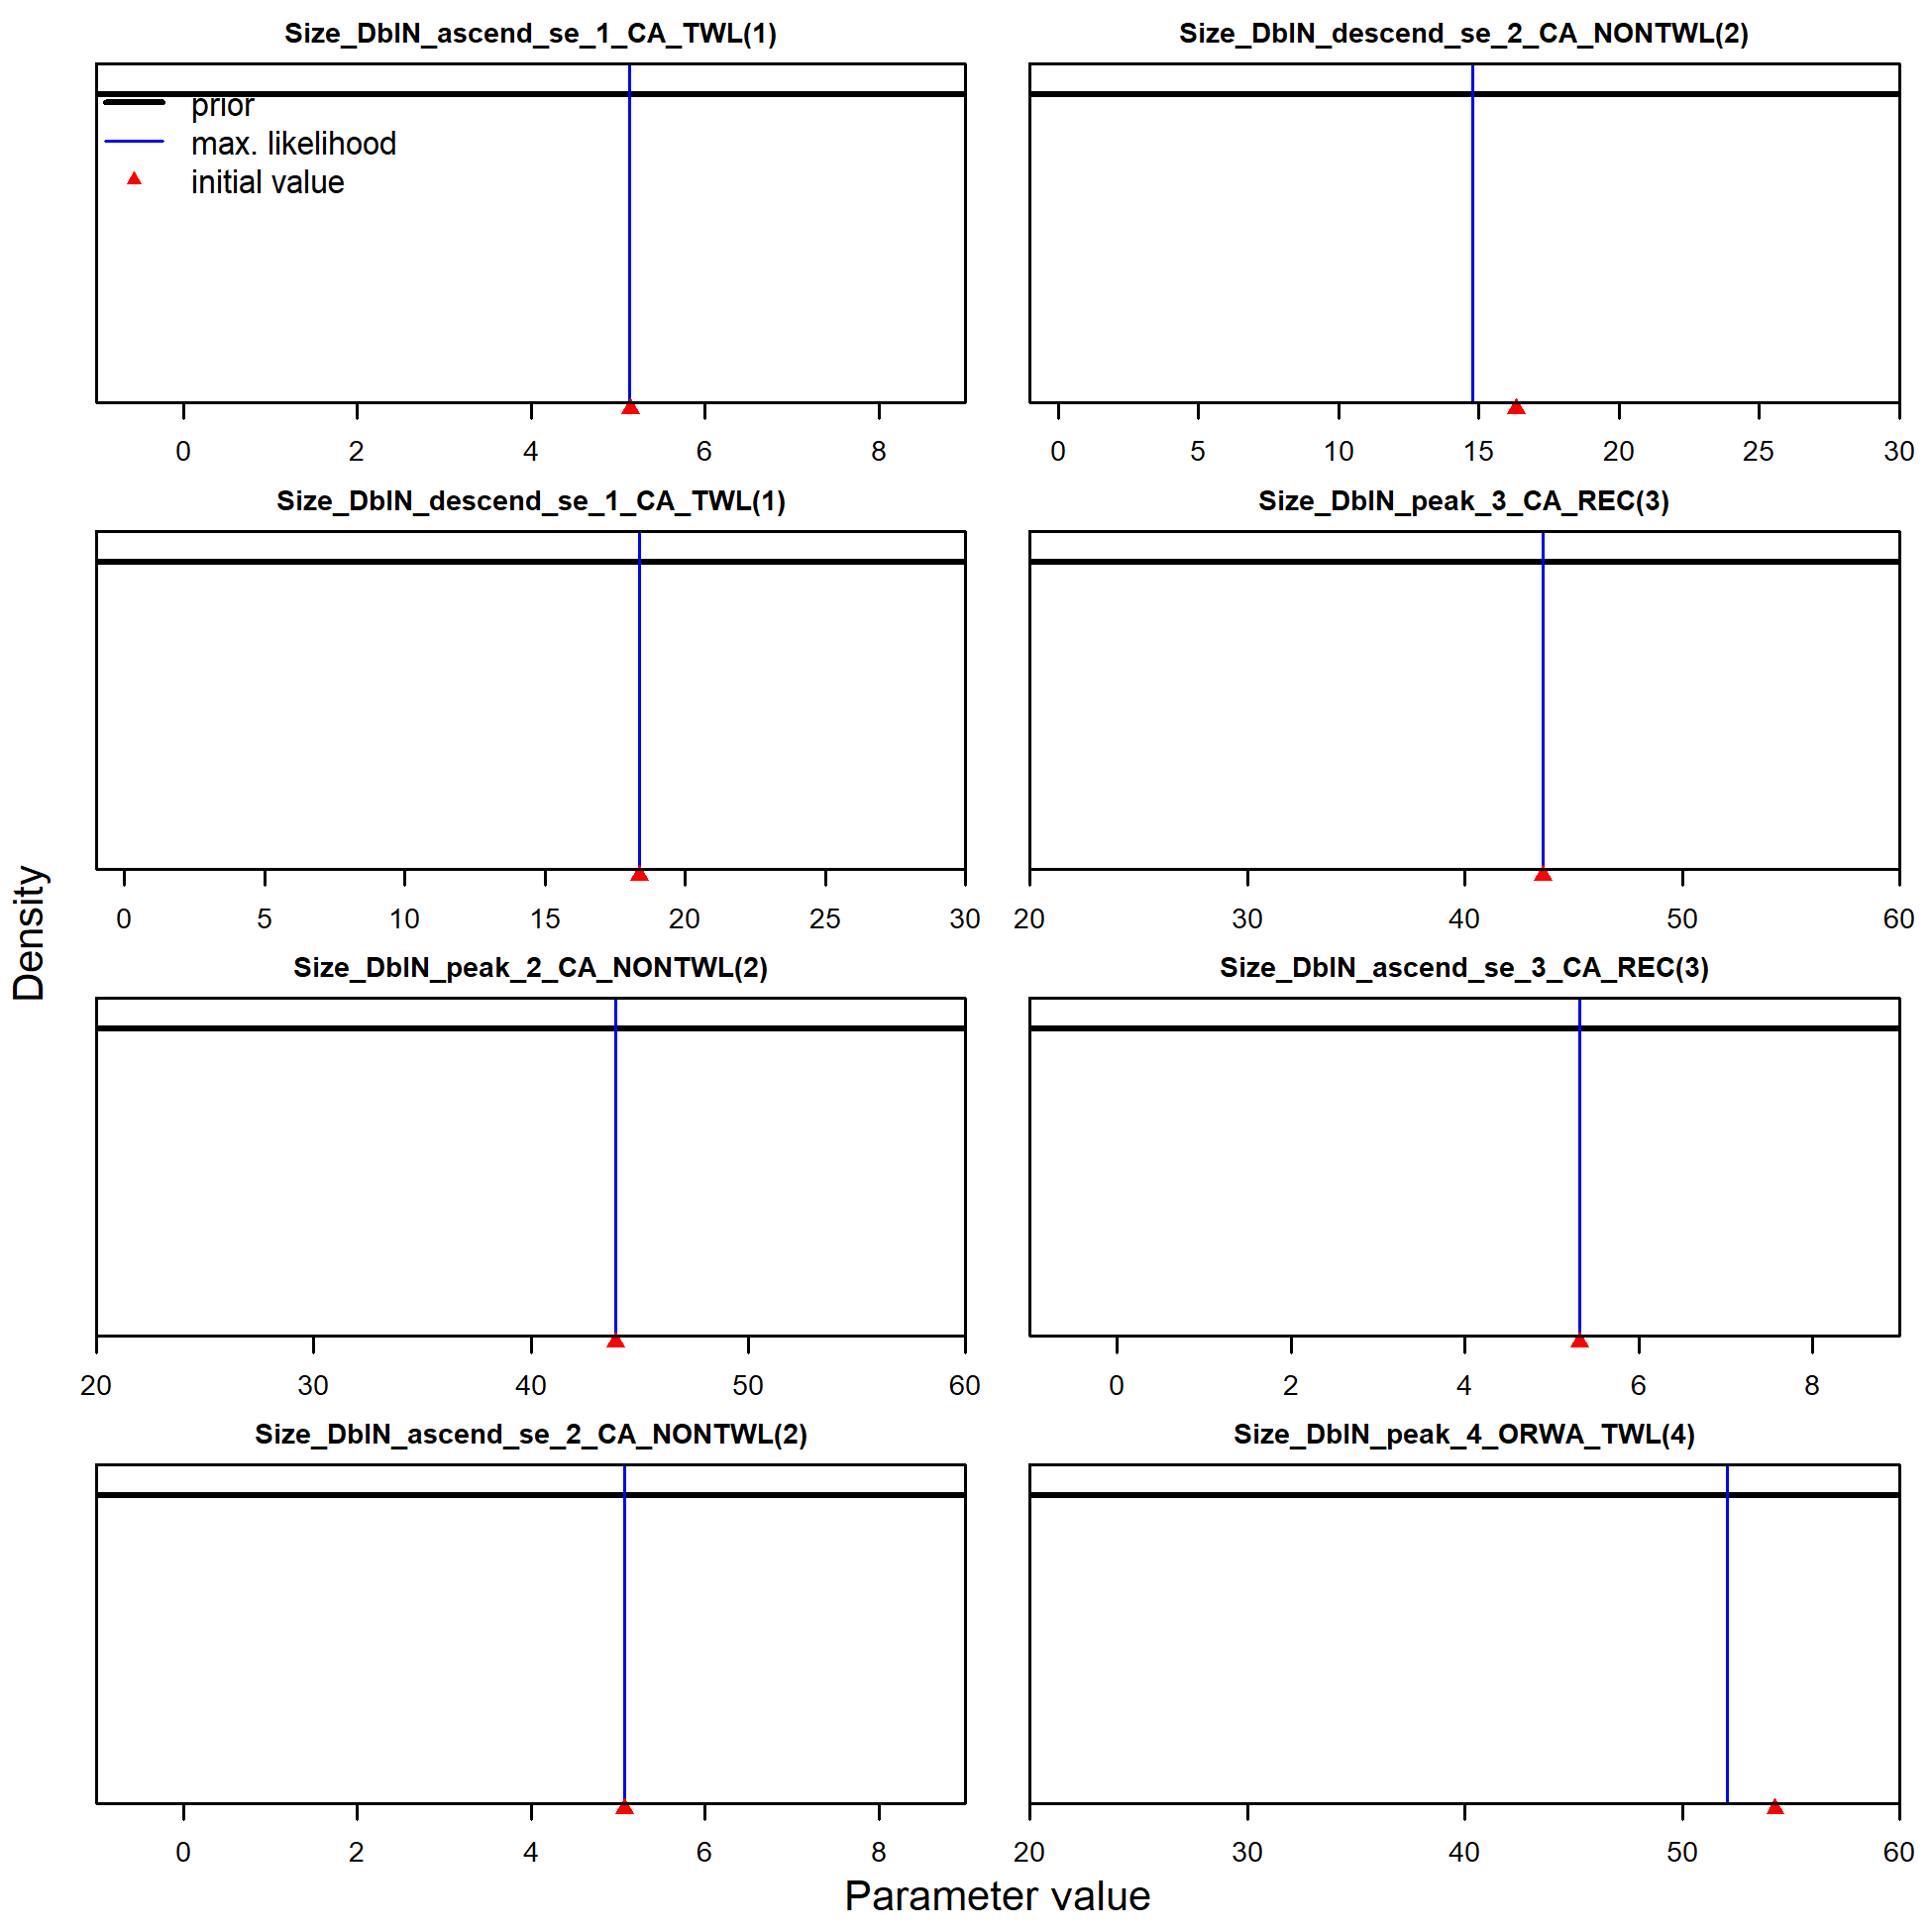 Size_DblN_ascend_se_1_CA_TWL(1)
prior
max. likelihood
initial value
0 2 4 6 8
Size_DblN_descend_se_2_CA_NONTWL(2)
0 5 10 15 20 25 30
Size_DblN_descend_se_1_CA_TWL(1)
0 5 10 15 20 25 30
Size_DblN_peak_3_CA_REC(3)
20 30 40 50 60
Size_DblN_peak_2_CA_NONTWL(2)
20 30 40 50 60
Size_DblN_ascend_se_3_CA_REC(3)
0 2 4 6 8
Size_DblN_ascend_se_2_CA_NONTWL(2)
0 2 4 6 8
Size_DblN_peak_4_ORWA_TWL(4)
20 30 40 50 60
Density
Parameter value